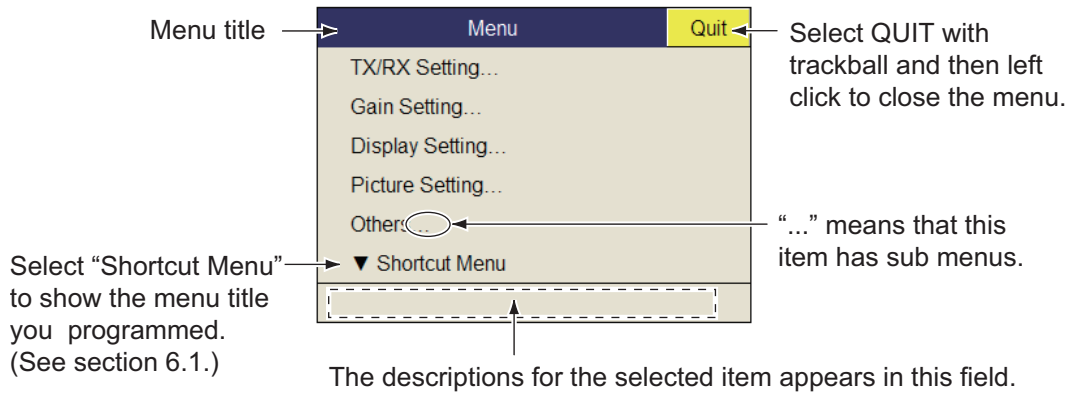 Menu title
Menu
Quit
Select QUIT with
trackball and then left
click to close the menu.
TX/RX Setting...
Gain Setting...
Display Setting...
Picture Setting...
Others...
"..." means that this
item has sub menus.
Select "Shortcut Menu"
to show the menu title
you programmed.
(See section 6.1.)
▼ Shortcut Menu
The descriptions for the selected item appears in this field.